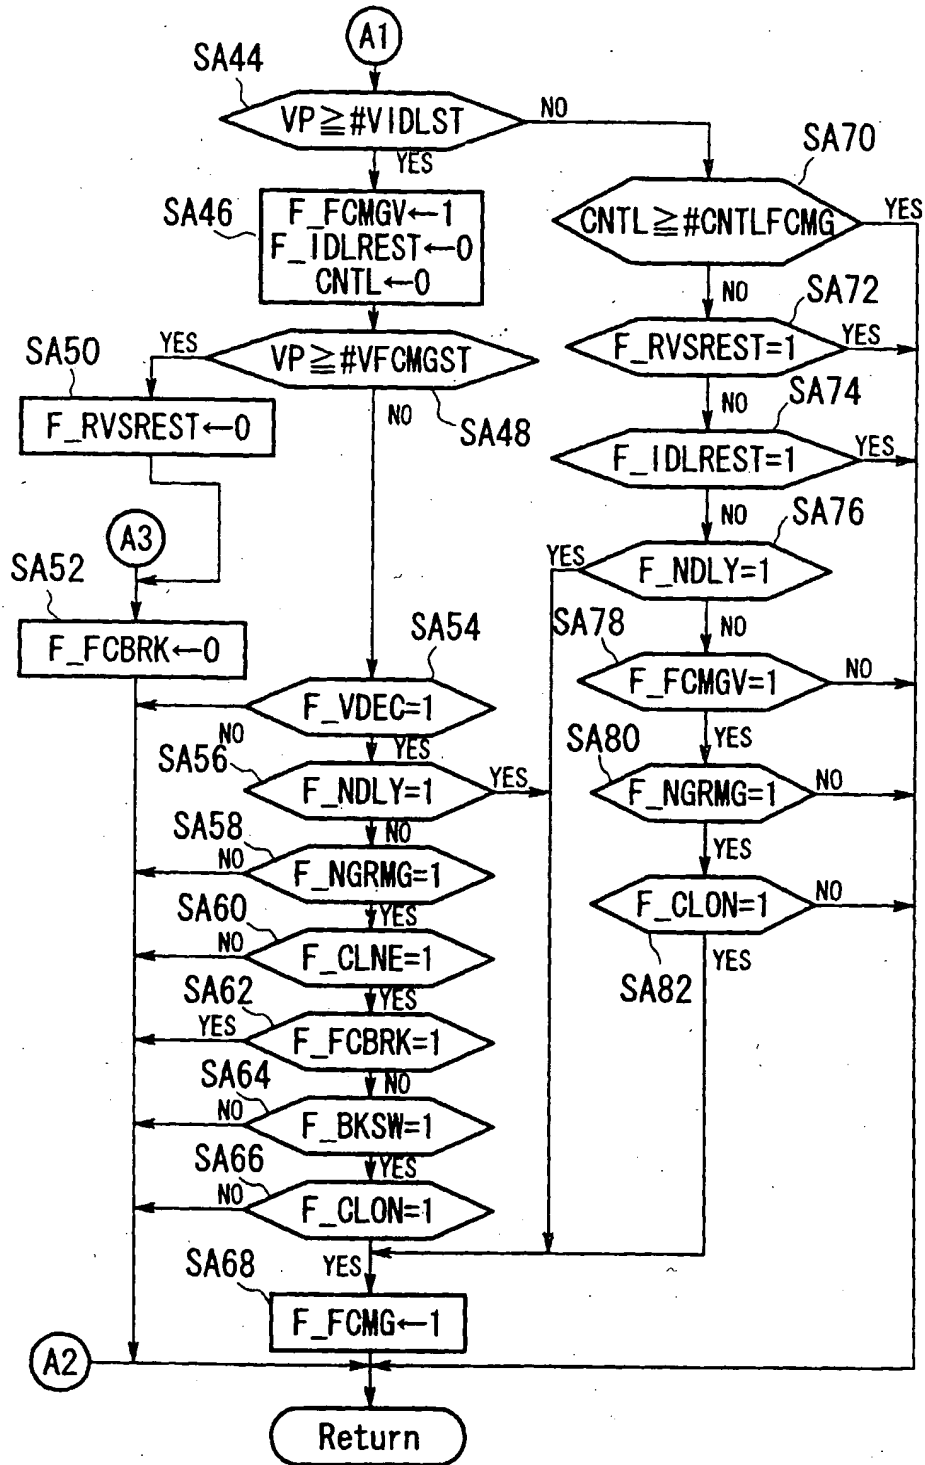 A1
SA44
VP≧#VIDLST
NO
YES
SA70
SA46
F_FCMGV←1
F_IDLREST←0
CNTL←0
CNTL≧#CNTLFCMG
YES
NO
SA72
SA50
YES
VP≧#VFCMGST
F_RVSREST=1
YES
NO
SA48
F_RVSREST←0
NO
SA74
F_IDLREST=1
YES
NO
SA76
A3
SA52
YES
F_NDLY=1
NO
F_FCBRK←0
SA54
SA78
F_VDEC=1
NO
YES
F_FCMGV=1
NO
YES
SA56
F_NDLY=1
YES
NO
SA80
F_NGRMG=1
NO
YES
SA58
NO
F_NGRMG=1
YES
SA60
NO
F_CLNE=1
YES
F_CLON=1
NO
YES
SA82
SA62
YES
F_FCBRK=1
NO
SA64
NO
F_BKSW=1
YES
SA66
NO
F_CLON=1
YES
SA68
F_FCMG←1
A2
Return